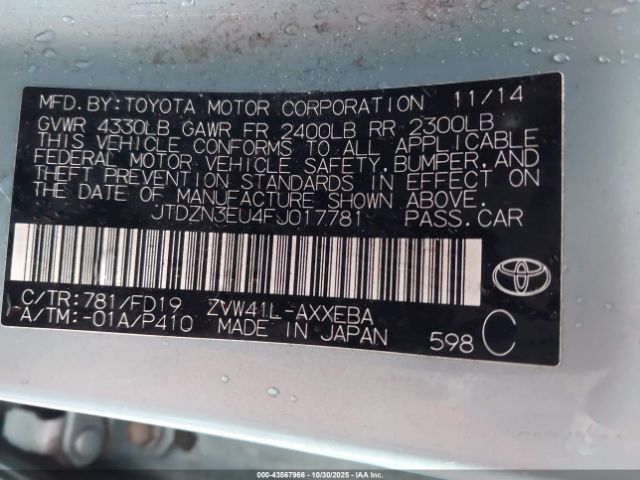 MFD.BY:TOYOTA MOTOR CORPORATION 11/14
GVWR 4330LB GAWR FR 2400LB RR 2300LB
THIS VEHICLE CONFORMS TO ALL APPLICABLE
FEDERAL MOTOR VEHICLE SAFETY,BUMPER,AND
THEFT PREVENTION STANDARDS IN EFFECT ON
THE DATE OF MANUFACTURE SHOWN ABOVE.
JTDZN3EU4FJ017781 PASS.CAR
C/TR:781/FD19 ZVW41L-AXXEBA
A/TM:-01A/P410 MADE IN JAPAN 598 C
000-43567966 | 10/30/2025 | IAA Inc.